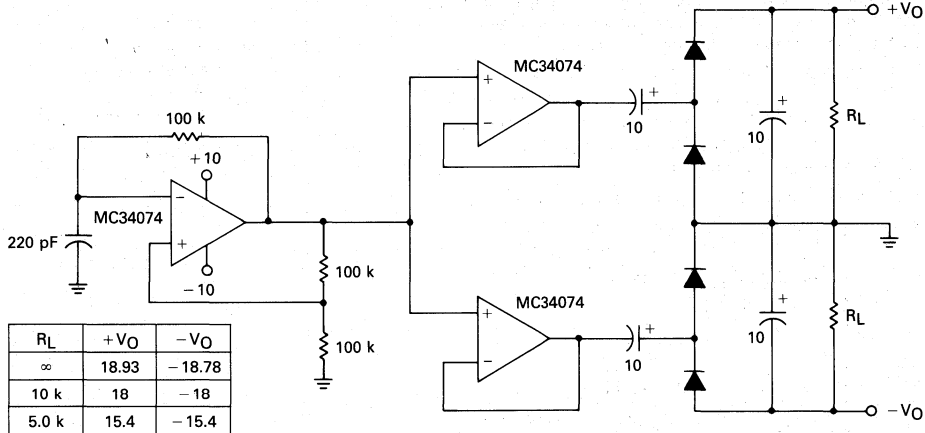 +VO
MC34074
+
−
10
+
+
10
RL
100 k
+10
MC34074
−
+
−10
220 pF
100 k
100 k
MC34074
+
−
10
+
+
10
RL
−VO
RL +VO −VO
∞ 18.93 −18.78
10 k 18 −18
5.0 k 15.4 −15.4